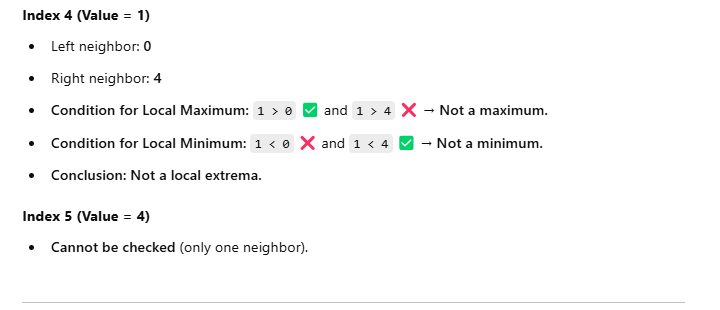 Index 4 (Value = 1)
• Left neighbor: 0
• Right neighbor: 4
• Condition for Local Maximum: 1 > 0 ✅ and 1 > 4 ❌ → Not a maximum.
• Condition for Local Minimum: 1 < 0 ❌ and 1 < 4 ✅ → Not a minimum.
• Conclusion: Not a local extrema.
Index 5 (Value = 4)
• Cannot be checked (only one neighbor).